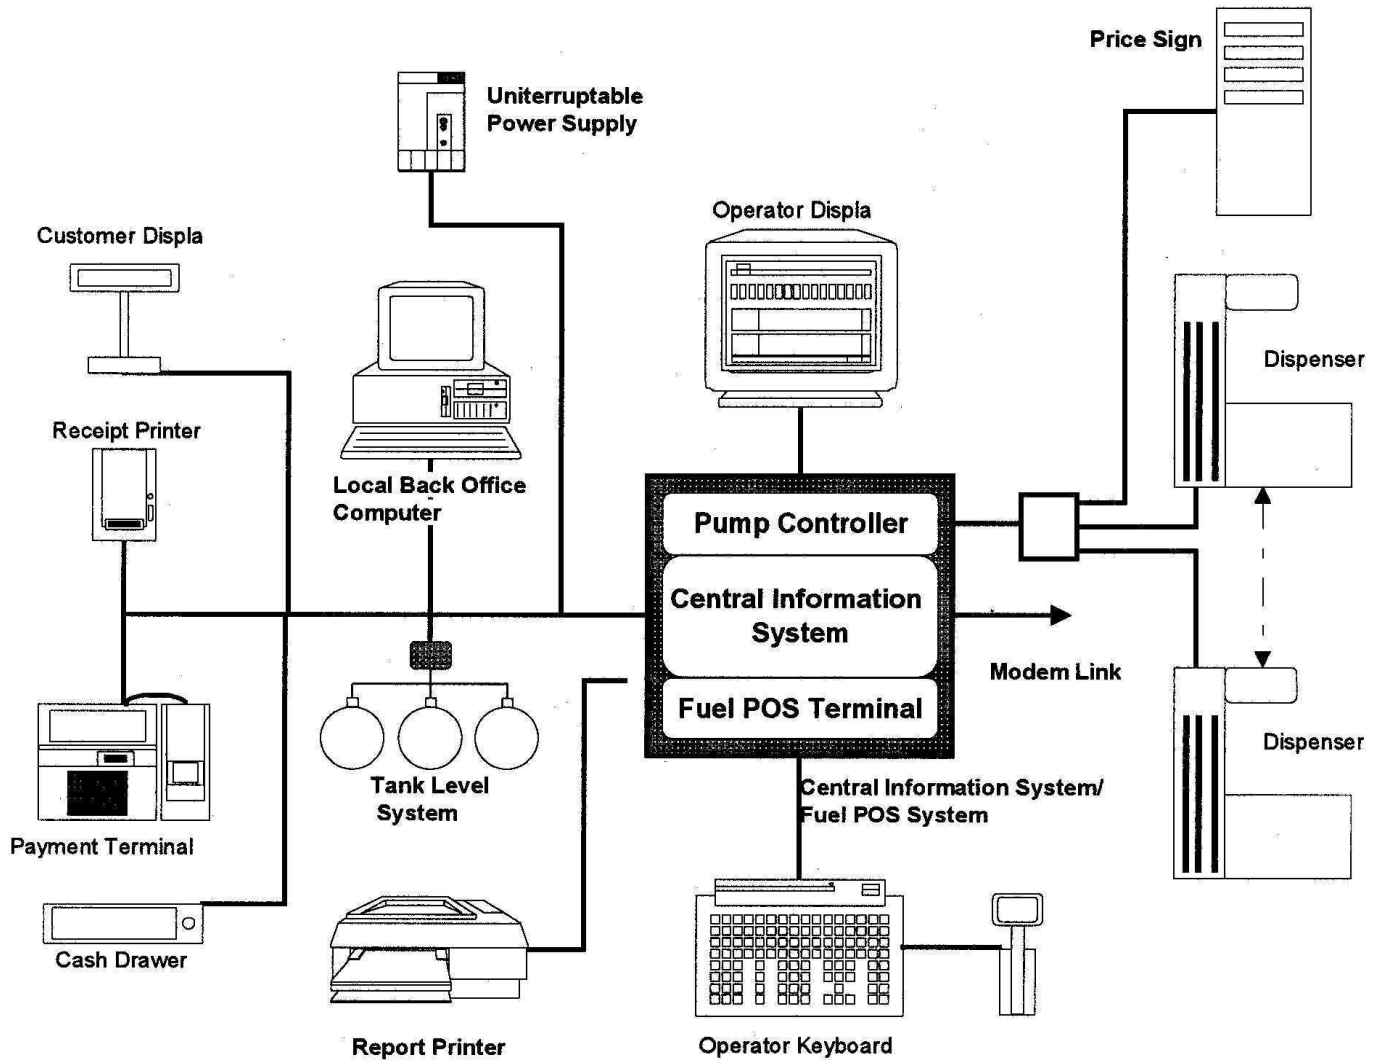 Price Sign
Uniterruptable
Power Supply
Operator Displa
Customer Displa
Dispenser
Receipt Printer
Local Back Office
Computer
Pump Controller
Central Information
System
Modem Link
Fuel POS Terminal
Dispenser
Tank Level
System
Central Information System/
Fuel POS System
Payment Terminal
Cash Drawer
Report Printer
Operator Keyboard